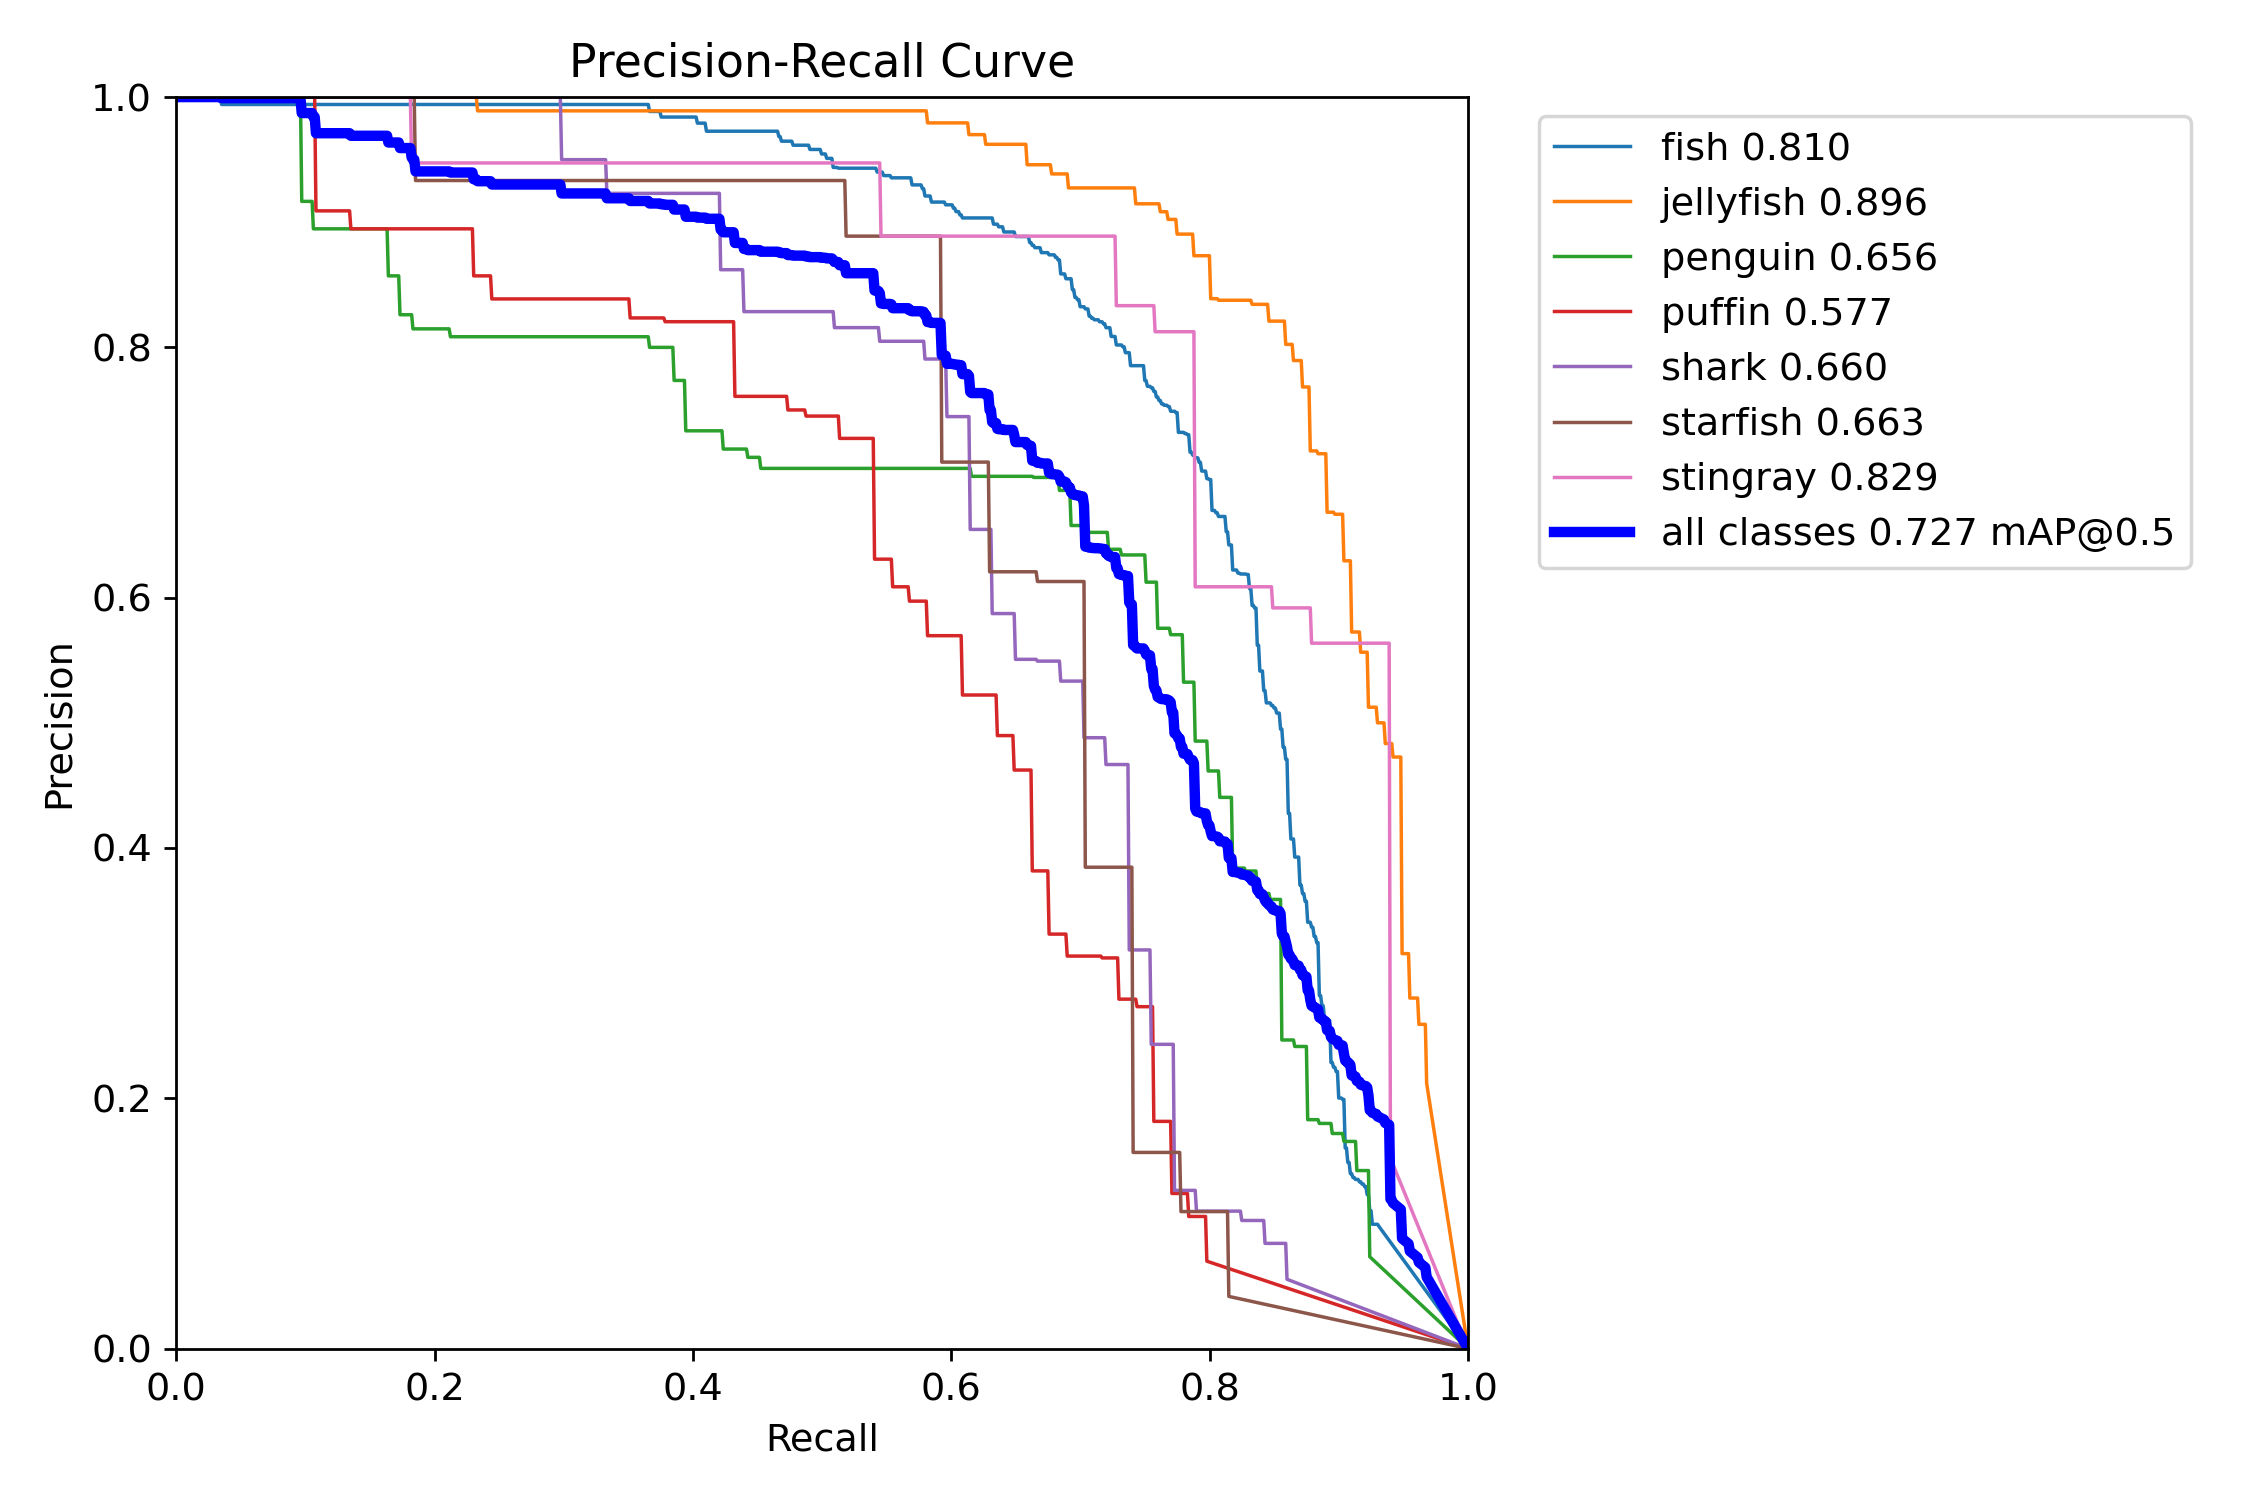 Precision-Recall Curve
1.0
0.8
0.6
0.4
0.2
0.0
Precision
0.0 0.2 0.4 0.6 0.8 1.0
Recall
fish 0.810
jellyfish 0.896
penguin 0.656
puffin 0.577
shark 0.660
starfish 0.663
stingray 0.829
all classes 0.727 mAP@0.5